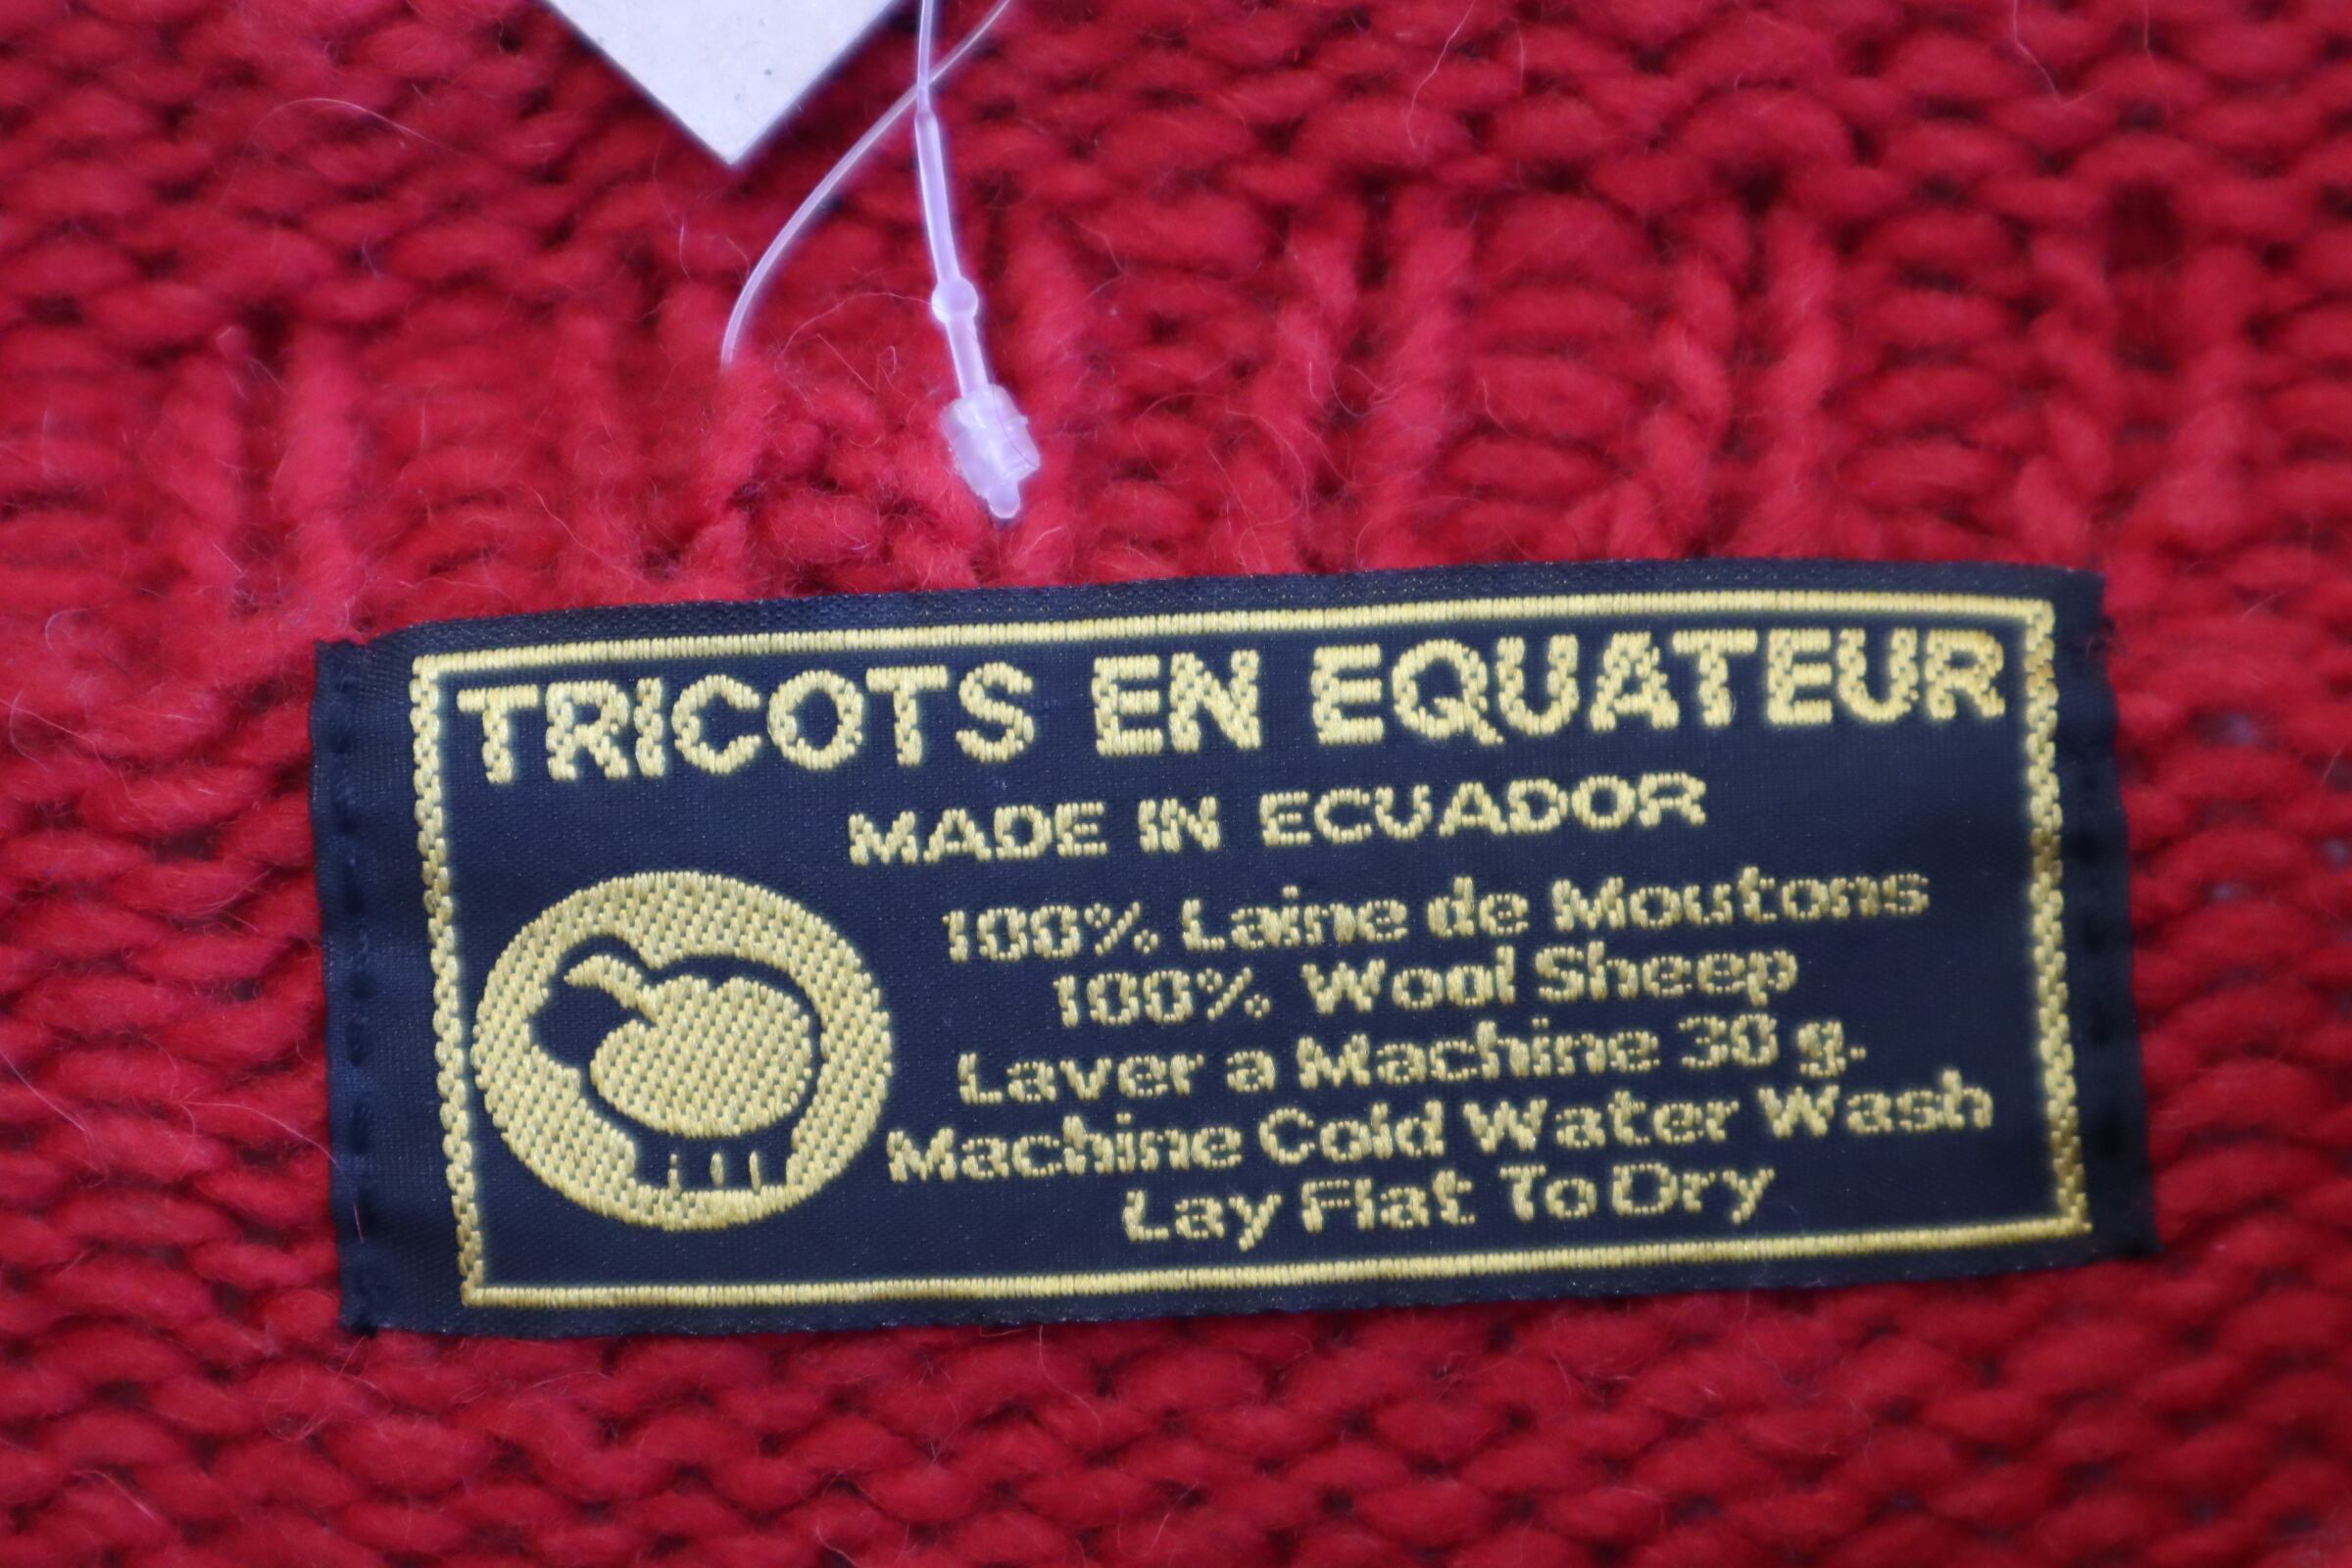 TRICOTS EN EQUATEUR
MADE IN ECUADOR
100% Laine de Moutons
100% Wool Sheep
Laver a Machine 30 g.
Machine Cold Water Wash
Lay Flat To Dry